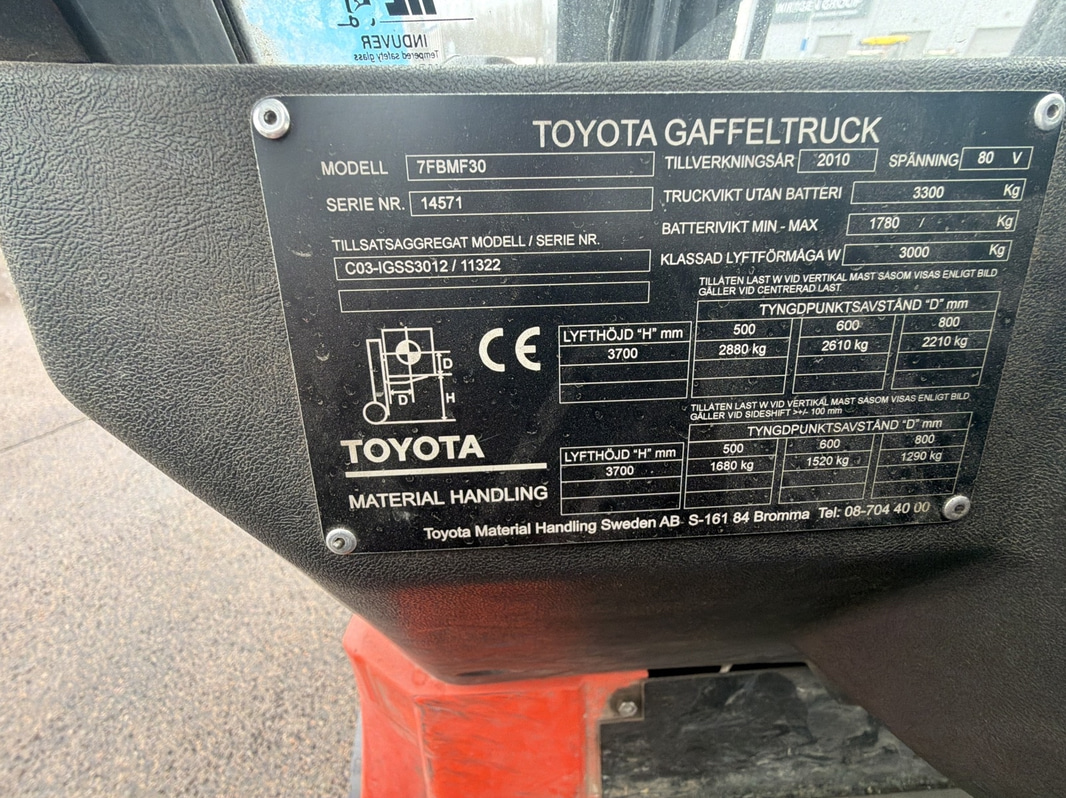 INDUVER
Tempered safety glass
TOYOTA GAFFELTRUCK
MODELL 7FBMF30
TILLVERKNINGSÅR 2010 SPÄNNING 80 V
SERIE NR. 14571
TRUCKVIKT UTAN BATTERI 3300 Kg
BATTERIVIKT MIN - MAX 1780 / Kg
TILLSATSAGGREGAT MODELL / SERIE NR.
C03-IGSS3012 / 11322
KLASSAD LYFTFÖRMÅGA W 3000 Kg
TILLÅTEN LAST W VID VERTIKAL MAST SÅSOM VISAS ENLIGT BILD
GÄLLER VID CENTRERAD LAST.
TYNGDPUNKTSAVSTÅND "D" mm
LYFTHÖJD "H" mm 500 600 800
3700 2880 kg 2610 kg 2210 kg
D
D
H
CE
TILLÅTEN LAST W VID VERTIKAL MAST SÅSOM VISAS ENLIGT BILD
GÄLLER VID SIDESHIFT >+/- 100 mm
TYNGDPUNKTSAVSTÅND "D" mm
LYFTHÖJD "H" mm 500 600 800
3700 1680 kg 1520 kg 1290 kg
TOYOTA
MATERIAL HANDLING
Toyota Material Handling Sweden AB S-161 84 Bromma Tel: 08-704 40 00